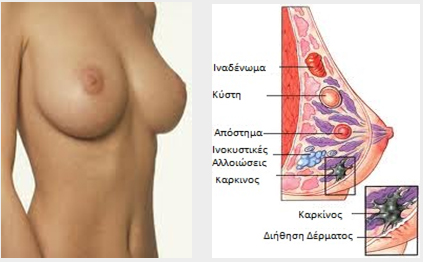 Ιναδένωμα
Κύστη
Απόστημα
Ινοκυστικές
Αλλοιώσεις
Καρκινος
Καρκίνος
Διήθηση Δέρματος